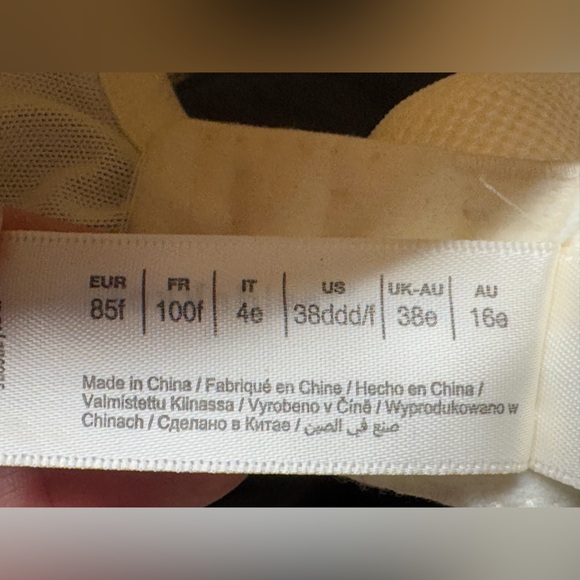 EUR FR IT US UK-AU AU
85f 100f 4e 38ddd/f 38e 16e
Made in China / Fabriqué en Chine / Hecho en China /
Valmistettu Kiinassa / Vyrobeno v Číně / Wyprodukowano w
Chinach / Сделано в Китае / صنع في الصين